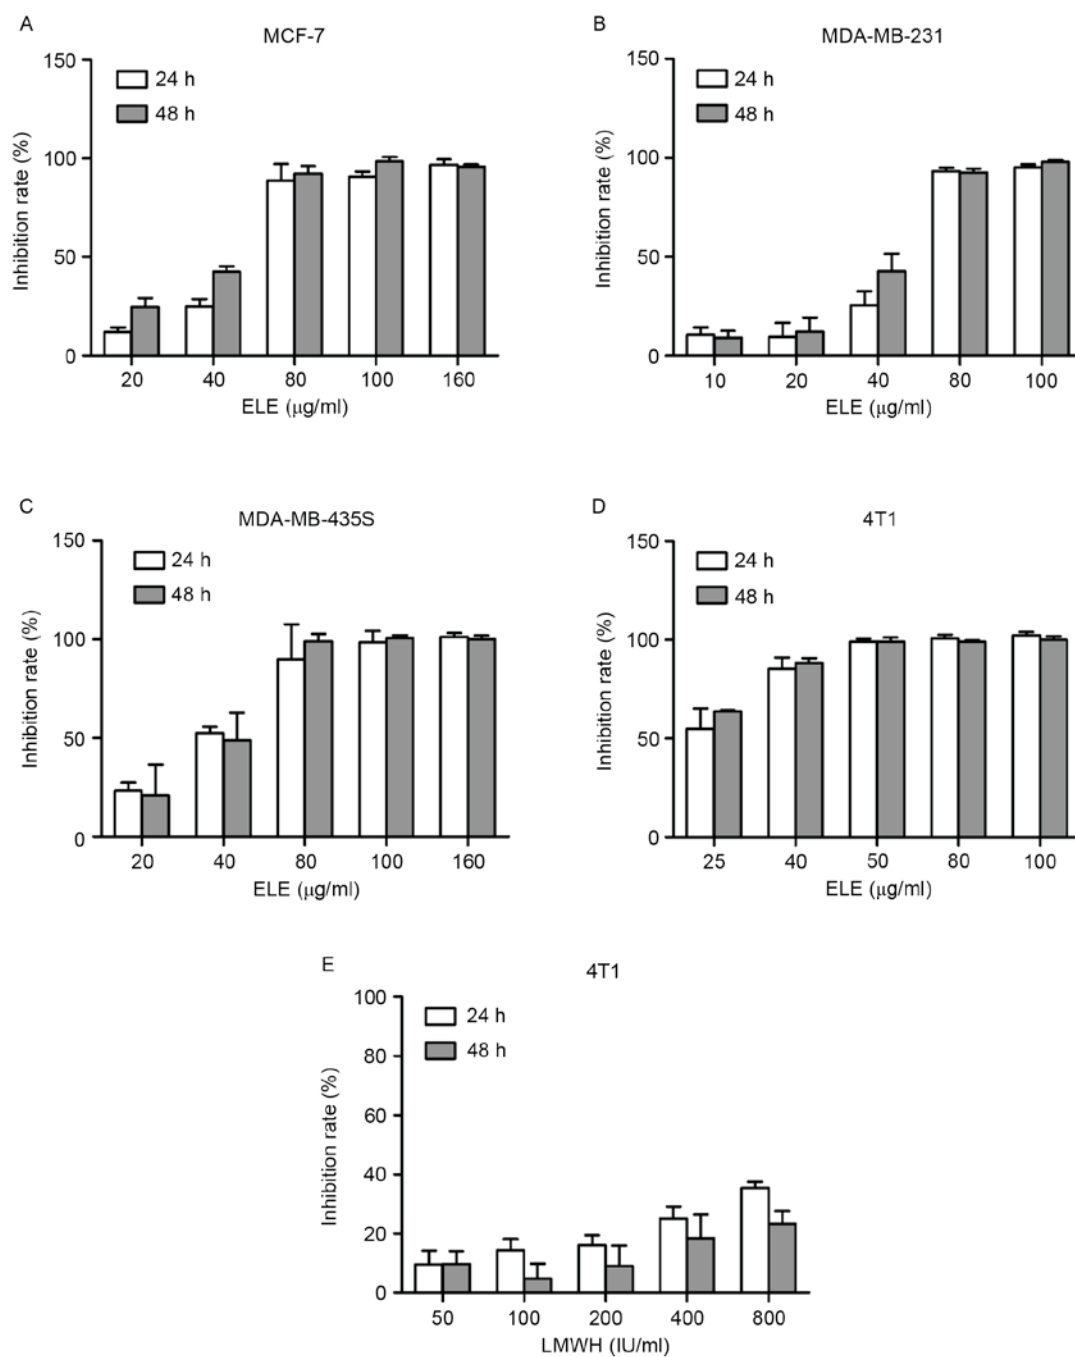 A
MCF-7
150
100
50
0
Inhibition rate (%)
24 h
48 h
20 40 80 100 160
ELE (μg/ml)
B
MDA-MB-231
150
100
50
0
Inhibition rate (%)
24 h
48 h
10 20 40 80 100
ELE (μg/ml)
C
MDA-MB-435S
150
100
50
0
Inhibition rate (%)
24 h
48 h
20 40 80 100 160
ELE (μg/ml)
D
4T1
150
100
50
0
Inhibition rate (%)
24 h
48 h
25 40 50 80 100
ELE (μg/ml)
E
4T1
100
80
60
40
20
0
Inhibition rate (%)
24 h
48 h
50 100 200 400 800
LMWH (IU/ml)